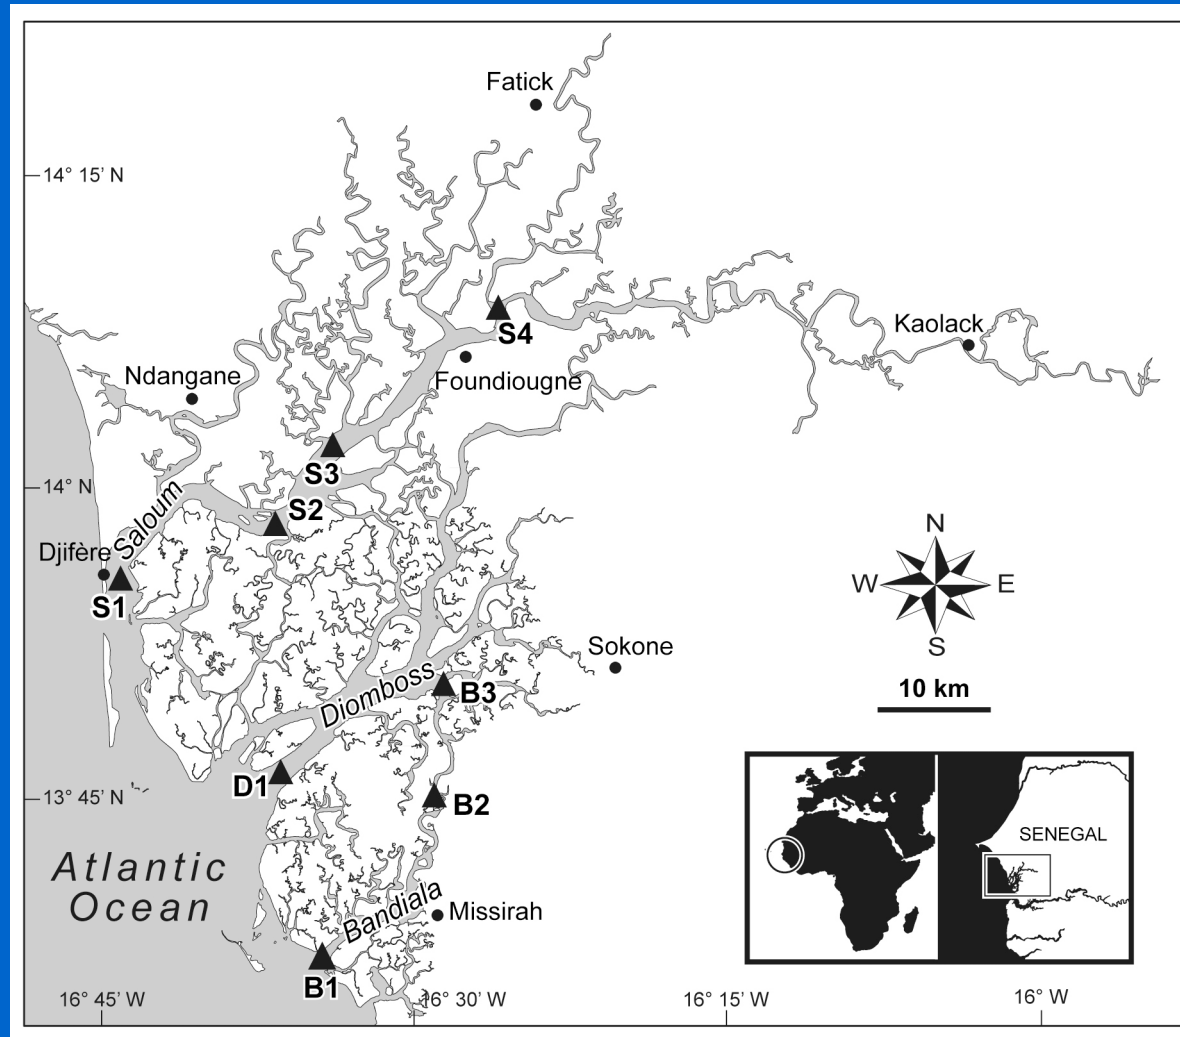 Fatick
14° 15’ N
S4
Kaolack
Foundiougne
Ndangane
S3
14° N
S2
Saloum
Djifère
S1
N
W
E
S
Sokone
10 km
Diomboss
B3
D1
B2
13° 45’ N
SENEGAL
Atlantic
Ocean
Bandiala
Missirah
B1
16° 45’ W
16° 30’ W
16° 15’ W
16° W